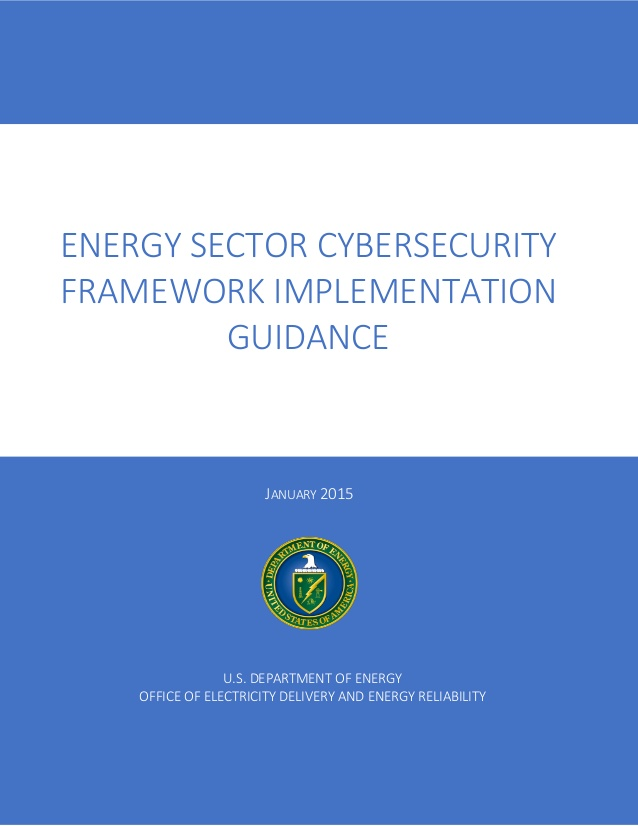 ENERGY SECTOR CYBERSECURITY
FRAMEWORK IMPLEMENTATION
GUIDANCE
JANUARY 2015
DEPARTMENT OF ENERGY
UNITED STATES OF AMERICA
U.S. DEPARTMENT OF ENERGY
OFFICE OF ELECTRICITY DELIVERY AND ENERGY RELIABILITY